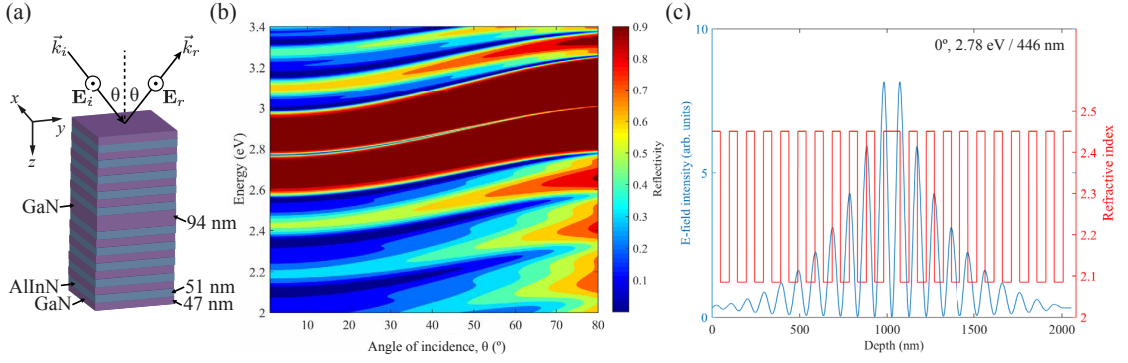 (a)
k⃗i
k⃗r
Ei
θ θ
Er
x
y
z
GaN
94 nm
AlInN
51 nm
GaN
47 nm
(b)
3.4
3.2
3
2.8
2.6
2.4
2.2
2
Energy (eV)
10 20 30 40 50 60 70 80
Angle of incidence, θ (º)
0.9
0.8
0.7
0.6
0.5
0.4
0.3
0.2
0.1
Reflectivity
(c)
0º, 2.78 eV / 446 nm
10
5
0
E-field intensity (arb. units)
0 500 1000 1500 2000
Depth (nm)
2.5
2.4
2.3
2.2
2.1
2
Refractive index